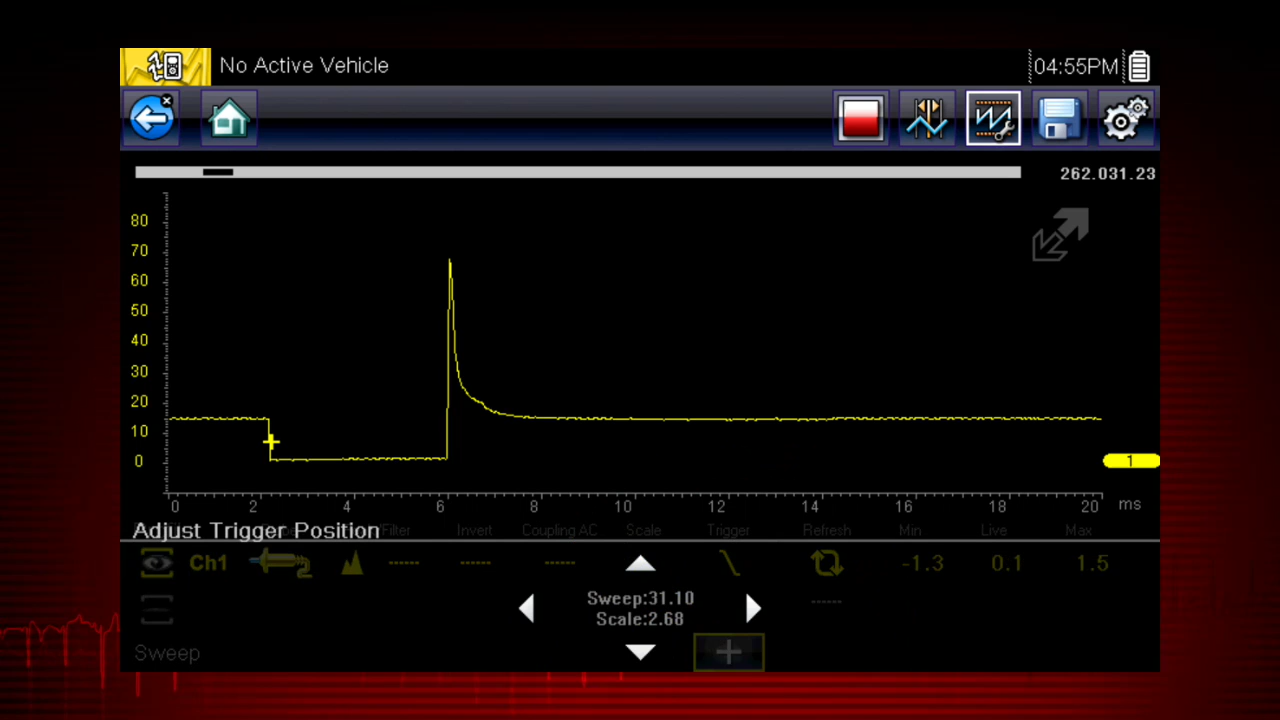 No Active Vehicle
04:55PM
262.031.23
80
70
60
50
40
30
20
10
0
1
0 2 4 6 8 10 12 14 16 18 20 ms
Adjust Trigger Position
Filter Invert Coupling AC Scale Trigger Refresh Min Live Max
Ch1 ----- ----- ----- -1.3 0.1 1.5
Sweep:31.10
Scale:2.68
-----
Sweep